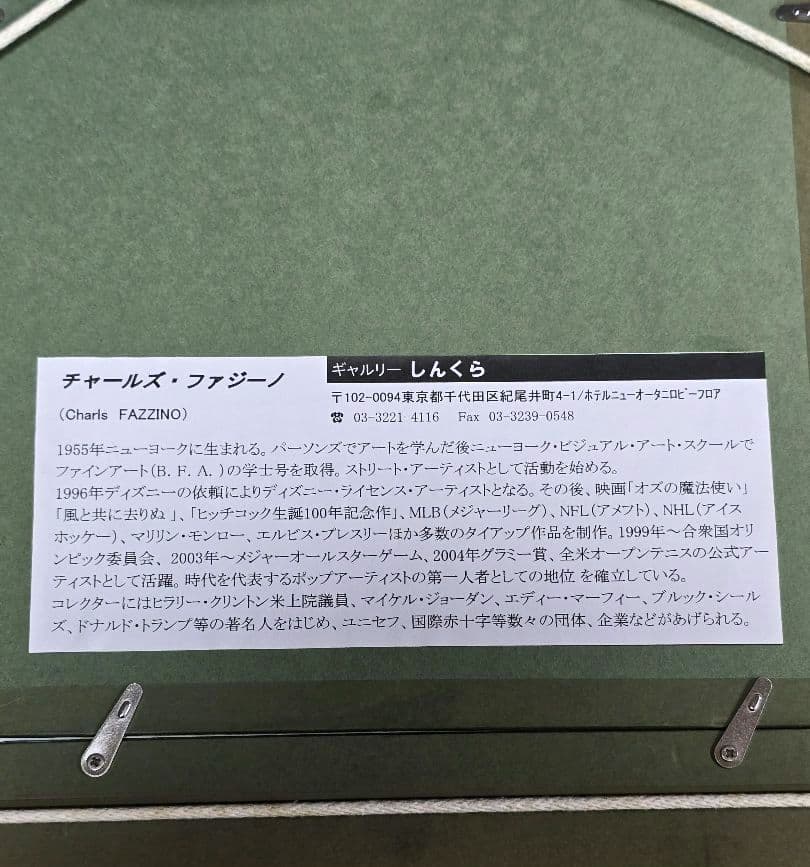 チャールズ・ファジーノ
（Charls FAZZINO）
ギャルリー しんくら
〒102-0094東京都千代田区紀尾井町4-1/ホテルニューオータニロビーフロア
☎ 03-3221 4116 Fax 03-3239-0548
1955年ニューヨークに生まれる。パーソンズでアートを学んだ後ニューヨーク・ビジュアル・アート・スクールで
ファインアート（B. F. A. ）の学士号を取得。ストリート・アーティストとして活動を始める。
1996年ディズニーの依頼によりディズニー・ライセンス・アーティストとなる。その後、映画「オズの魔法使い」
「風と共に去りぬ 」、「ヒッチコック生誕100年記念作」、MLB（メジャーリーグ）、NFL（アメフト）、NHL（アイス
ホッケー）、マリリン・モンロー、エルビス・プレスリーほか多数のタイアップ作品を制作。1999年～合衆国オリ
ンピック委員会、 2003年～メジャーオールスターゲーム、2004年グラミー賞、全米オープンテニスの公式アー
ティストとして活躍。時代を代表するポップアーティストの第一人者としての地位 を確立している。
コレクターにはヒラリー・クリントン米上院議員、マイケル・ジョーダン、エディー・マーフィー、ブルック・シール
ズ、ドナルド・トランプ等の著名人をはじめ、ユニセフ、国際赤十字等数々の団体、企業などがあげられる。